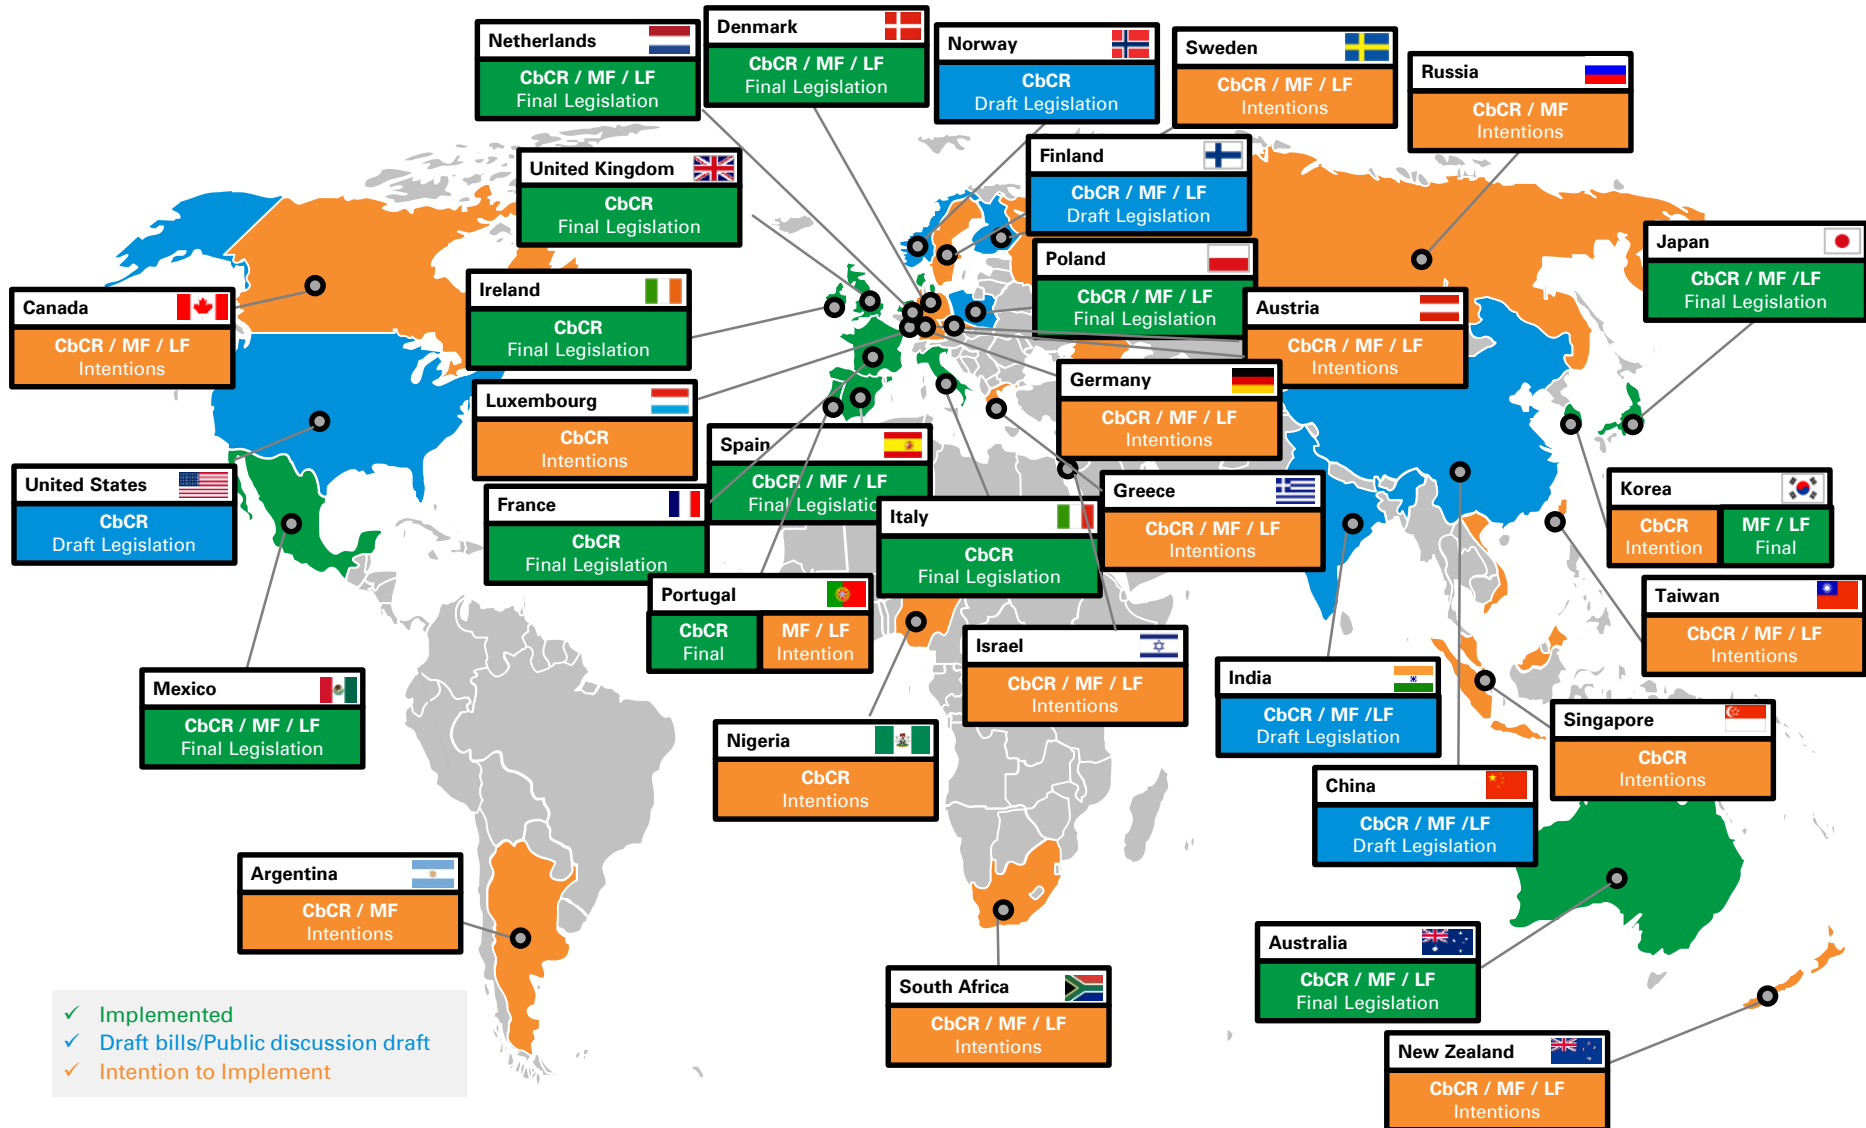 Netherlands
CbCR / MF / LF
Final Legislation
Denmark
CbCR / MF / LF
Final Legislation
Norway
CbCR
Draft Legislation
Sweden
CbCR / MF / LF
Intentions
Russia
CbCR / MF
Intentions
United Kingdom
CbCR
Final Legislation
Finland
CbCR / MF / LF
Draft Legislation
Japan
CbCR / MF /LF
Final Legislation
Poland
CbCR / MF / LF
Final Legislation
Ireland
CbCR
Final Legislation
Canada
CbCR / MF / LF
Intentions
Austria
CbCR / MF / LF
Intentions
Germany
CbCR / MF / LF
Intentions
Luxembourg
CbCR
Intentions
Spain
CbCR / MF / LF
Final Legislatio
United States
CbCR
Draft Legislation
France
CbCR
Final Legislation
Italy
CbCR
Final Legislation
Greece
CbCR / MF / LF
Intentions
Korea
CbCR
Intention
MF / LF
Final
Portugal
CbCR
Final
MF / LF
Intention
Taiwan
CbCR / MF / LF
Intentions
Israel
CbCR / MF / LF
Intentions
Mexico
CbCR / MF / LF
Final Legislation
India
CbCR / MF /LF
Draft Legislation
Singapore
CbCR
Intentions
Nigeria
CbCR
Intentions
China
CbCR / MF /LF
Draft Legislation
Argentina
CbCR / MF
Intentions
Australia
CbCR / MF / LF
Final Legislation
South Africa
CbCR / MF / LF
Intentions
New Zealand
CbCR / MF / LF
Intentions
✓ Implemented
✓ Draft bills/Public discussion draft
✓ Intention to Implement